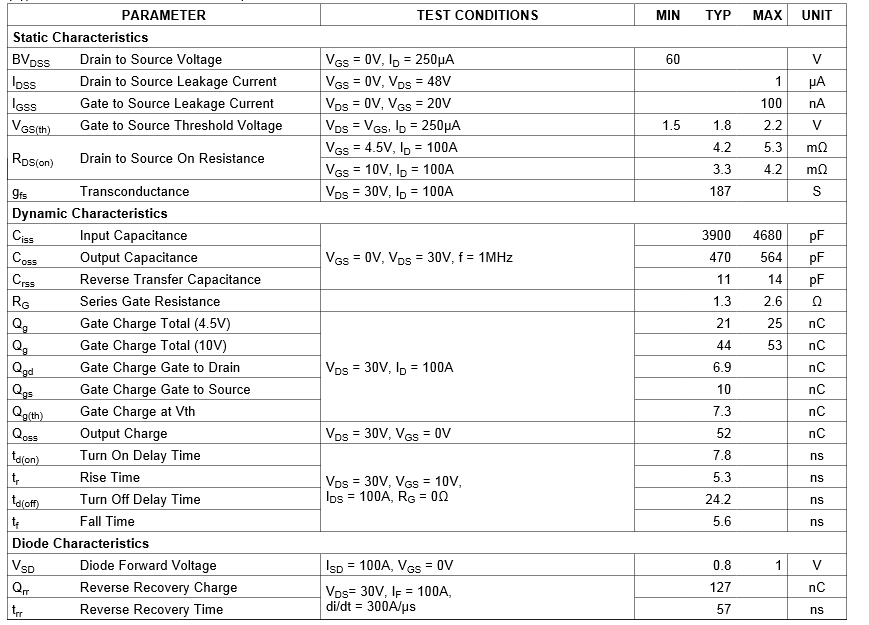 PARAMETER TEST CONDITIONS MIN TYP MAX UNIT
Static Characteristics
BVDSS Drain to Source Voltage VGS = 0V, ID = 250μA 60 V
IDSS Drain to Source Leakage Current VGS = 0V, VDS = 48V 1 μA
IGSS Gate to Source Leakage Current VDS = 0V, VGS = 20V 100 nA
VGS(th) Gate to Source Threshold Voltage VDS = VGS, ID = 250μA 1.5 1.8 2.2 V
RDS(on) Drain to Source On Resistance VGS = 4.5V, ID = 100A 4.2 5.3 mΩ
VGS = 10V, ID = 100A 3.3 4.2 mΩ
gfs Transconductance VDS = 30V, ID = 100A 187 S
Dynamic Characteristics
Ciss Input Capacitance 3900 4680 pF
Coss Output Capacitance VGS = 0V, VDS = 30V, f = 1MHz 470 564 pF
Crss Reverse Transfer Capacitance 11 14 pF
RG Series Gate Resistance 1.3 2.6 Ω
Qg Gate Charge Total (4.5V) 21 25 nC
Qg Gate Charge Total (10V) 44 53 nC
Qgd Gate Charge Gate to Drain VDS = 30V, ID = 100A 6.9 nC
Qgs Gate Charge Gate to Source 10 nC
Qg(th) Gate Charge at Vth 7.3 nC
Qoss Output Charge VDS = 30V, VGS = 0V 52 nC
td(on) Turn On Delay Time 7.8 ns
tr Rise Time VDS = 30V, VGS = 10V, 5.3 ns
td(off) Turn Off Delay Time IDS = 100A, RG = 0Ω 24.2 ns
tf Fall Time 5.6 ns
Diode Characteristics
VSD Diode Forward Voltage ISD = 100A, VGS = 0V 0.8 1 V
Qrr Reverse Recovery Charge VDS= 30V, IF = 100A, 127 nC
trr Reverse Recovery Time di/dt = 300A/μs 57 ns